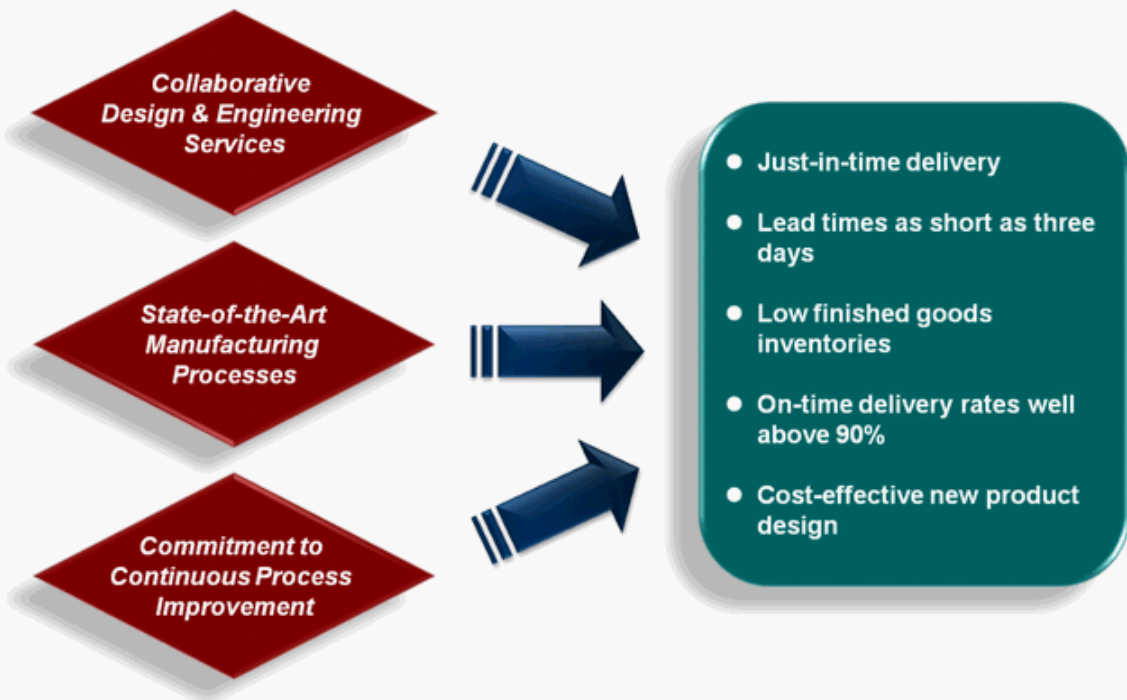 Collaborative
Design & Engineering
Services
State-of-the-Art
Manufacturing
Processes
Commitment to
Continuous Process
Improvement
● Just-in-time delivery
● Lead times as short as three
days
● Low finished goods
inventories
● On-time delivery rates well
above 90%
● Cost-effective new product
design